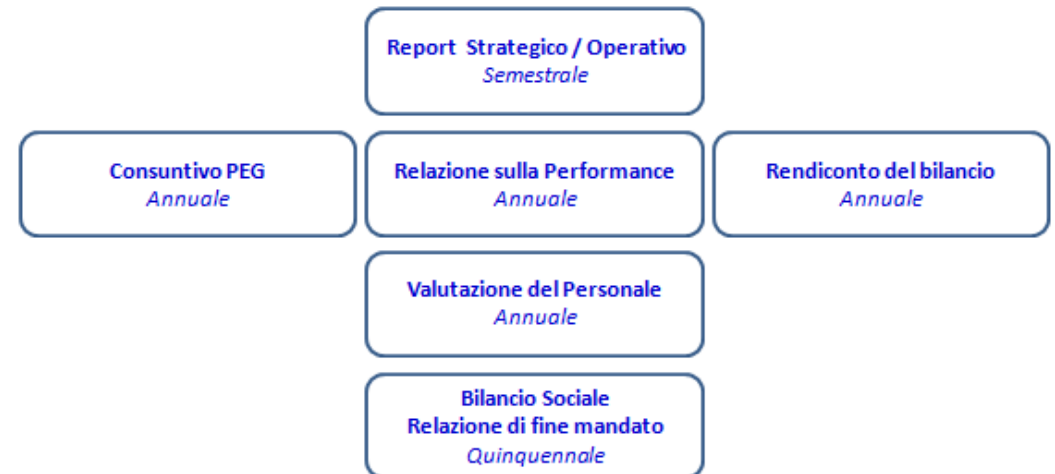 Report Strategico / Operativo
Semestrale
Consuntivo PEG
Annuale
Relazione sulla Performance
Annuale
Rendiconto del bilancio
Annuale
Valutazione del Personale
Annuale
Bilancio Sociale
Relazione di fine mandato
Quinquennale